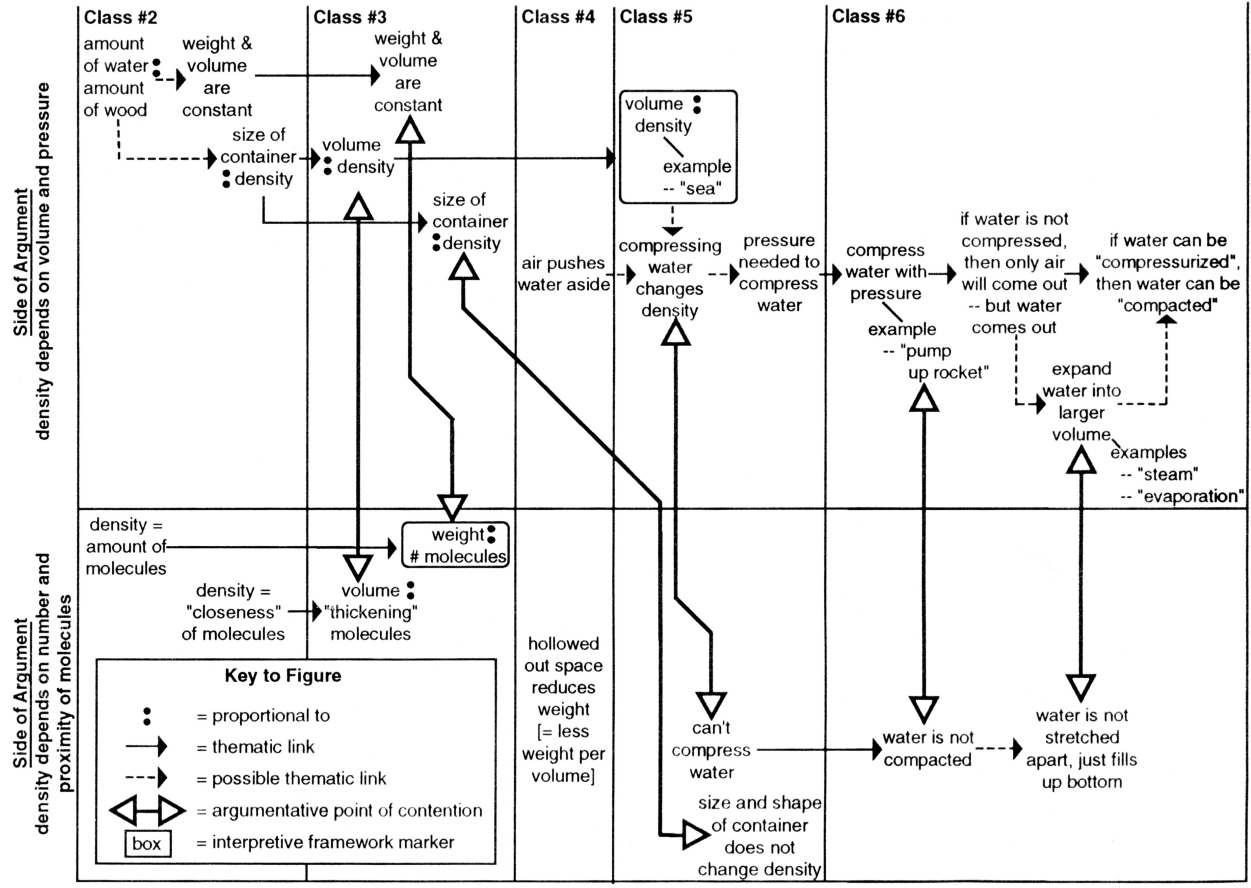 Class #2
Class #3
Class #4
Class #5
Class #6
Side of Argument
density depends on volume and pressure
amount
of water
amount
of wood
weight &
volume
are
constant
size of
container
density
weight &
volume
are
constant
volume
density
size of
container
density
air pushes
water aside
volume
density
example
-- "sea"
compressing
water
changes
density
pressure
needed to
compress
water
compress
water with
pressure
example
-- "pump
up rocket"
if water is not
compressed,
then only air
will come out
-- but water
comes out
if water can be
"compressurized",
then water can be
"compacted"
expand
water into
larger
volume
examples
-- "steam"
-- "evaporation"
Side of Argument
density depends on number and
proximity of molecules
density =
amount of
molecules
weight
# molecules
density =
"closeness"
of molecules
volume
"thickening"
molecules
hollowed
out space
reduces
weight
[= less
weight per
volume]
can't
compress
water
size and shape
of container
does not
change density
water is not
compacted
water is not
stretched
apart, just fills
up bottom
Key to Figure
= proportional to
= thematic link
= possible thematic link
= argumentative point of contention
box
= interpretive framework marker